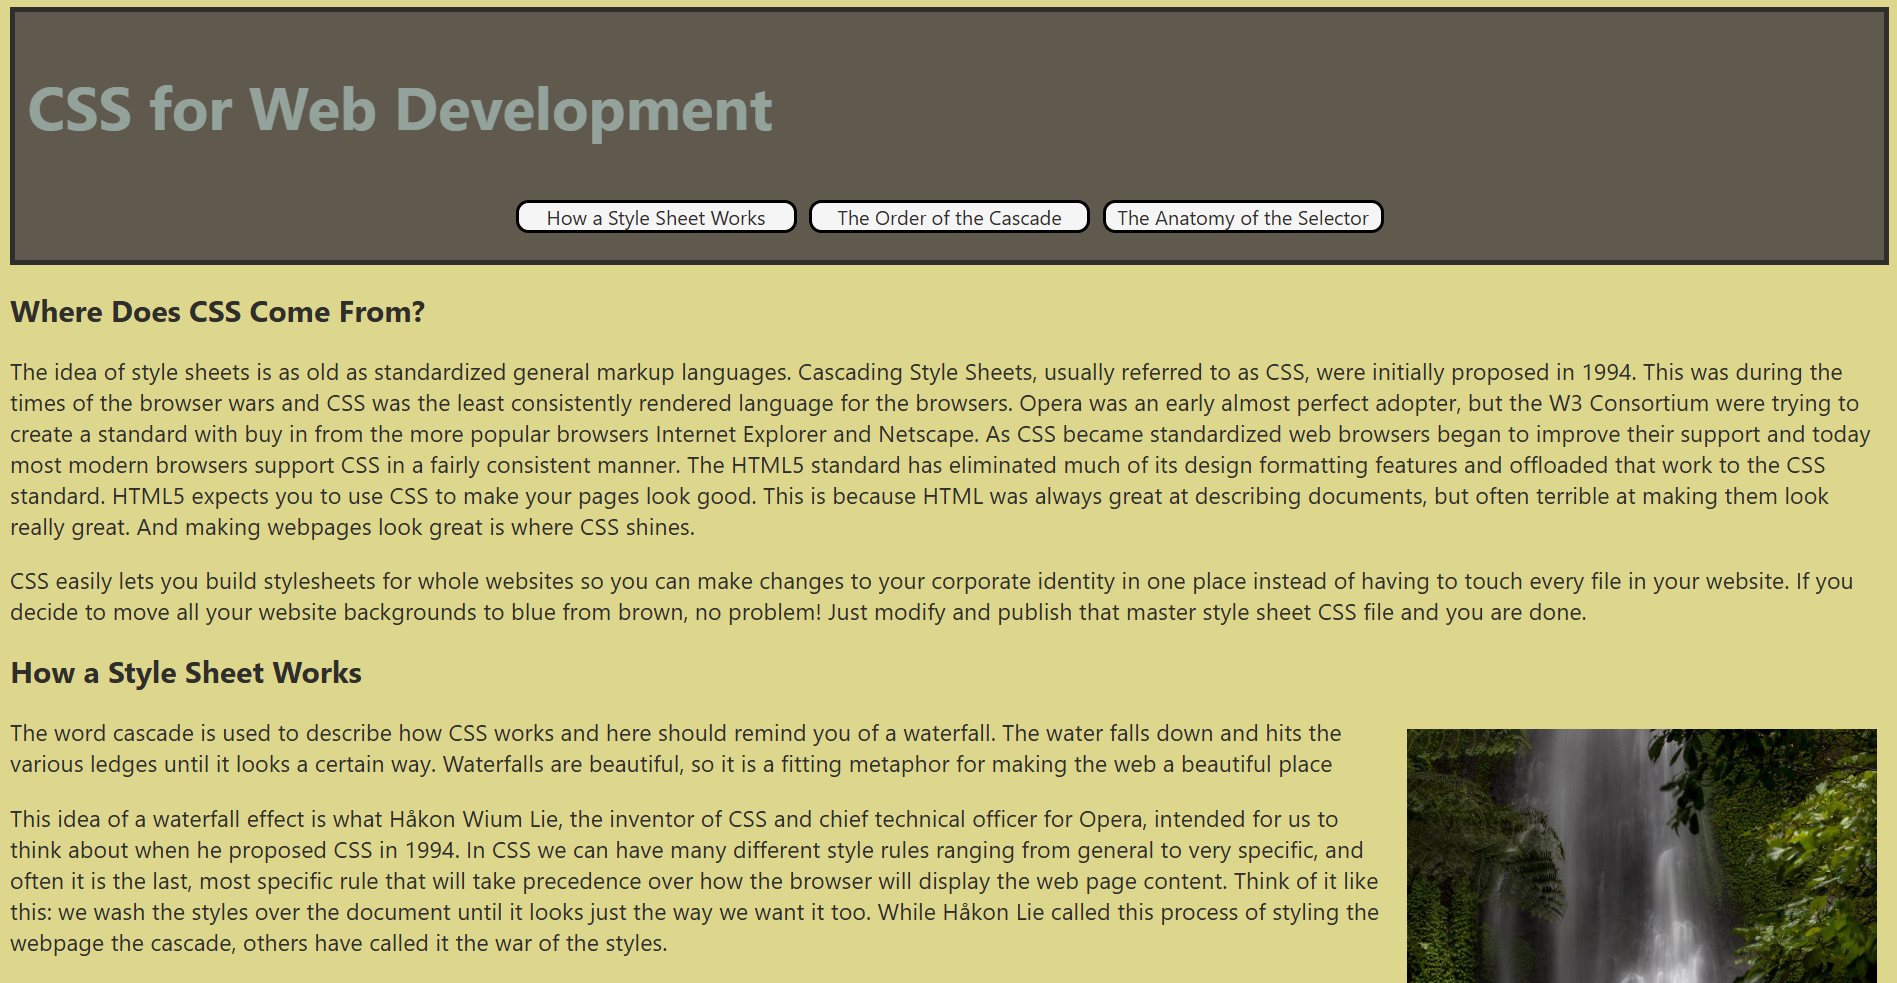 CSS for Web Development
How a Style Sheet Works
The Order of the Cascade
The Anatomy of the Selector
Where Does CSS Come From?
The idea of style sheets is as old as standardized general markup languages. Cascading Style Sheets, usually referred to as CSS, were initially proposed in 1994. This was during the
times of the browser wars and CSS was the least consistently rendered language for the browsers. Opera was an early almost perfect adopter, but the W3 Consortium were trying to
create a standard with buy in from the more popular browsers Internet Explorer and Netscape. As CSS became standardized web browsers began to improve their support and today
most modern browsers support CSS in a fairly consistent manner. The HTML5 standard has eliminated much of its design formatting features and offloaded that work to the CSS
standard. HTML5 expects you to use CSS to make your pages look good. This is because HTML was always great at describing documents, but often terrible at making them look
really great. And making webpages look great is where CSS shines.
CSS easily lets you build stylesheets for whole websites so you can make changes to your corporate identity in one place instead of having to touch every file in your website. If you
decide to move all your website backgrounds to blue from brown, no problem! Just modify and publish that master style sheet CSS file and you are done.
How a Style Sheet Works
The word cascade is used to describe how CSS works and here should remind you of a waterfall. The water falls down and hits the
various ledges until it looks a certain way. Waterfalls are beautiful, so it is a fitting metaphor for making the web a beautiful place
This idea of a waterfall effect is what Håkon Wium Lie, the inventor of CSS and chief technical officer for Opera, intended for us to
think about when he proposed CSS in 1994. In CSS we can have many different style rules ranging from general to very specific, and
often it is the last, most specific rule that will take precedence over how the browser will display the web page content. Think of it like
this: we wash the styles over the document until it looks just the way we want it too. While Håkon Lie called this process of styling the
webpage the cascade, others have called it the war of the styles.